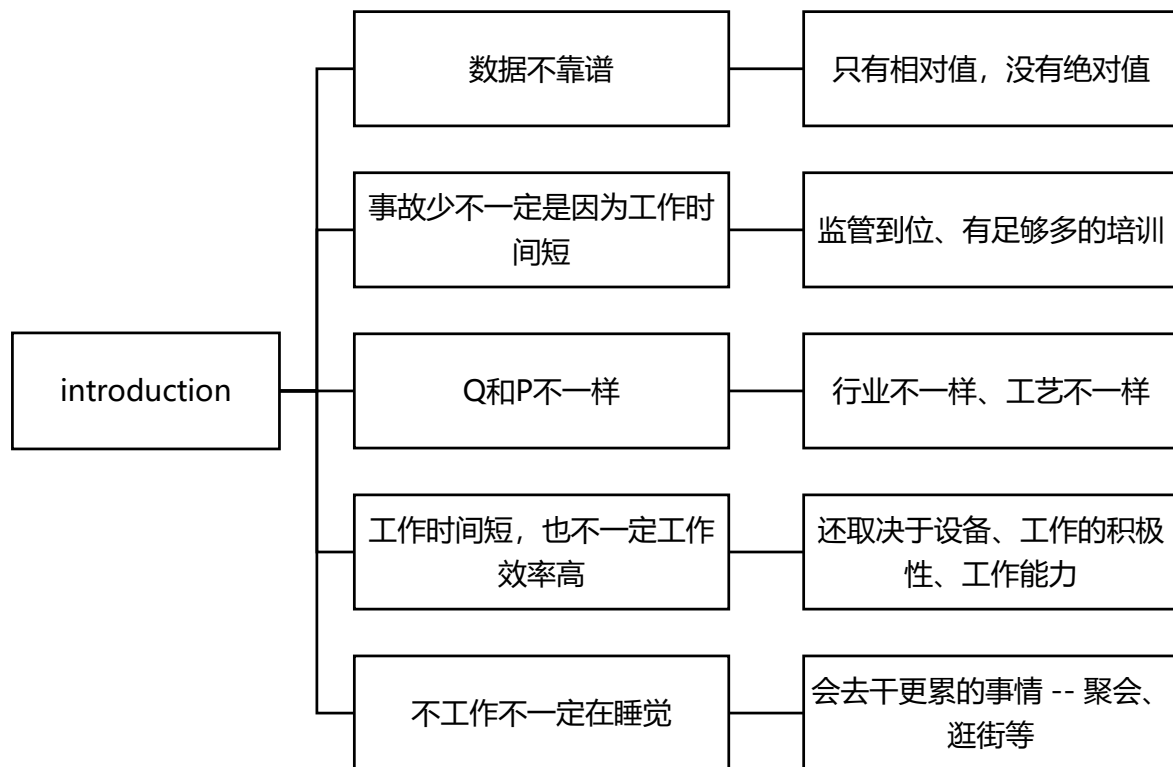 数据不靠谱
只有相对值，没有绝对值
事故少不一定是因为工作时
间短
监管到位、有足够多的培训
introduction
Q和P不一样
行业不一样、工艺不一样
工作时间短，也不一定工作
效率高
还取决于设备、工作的积极
性、工作能力
不工作不一定在睡觉
会去干更累的事情 -- 聚会、
逛街等